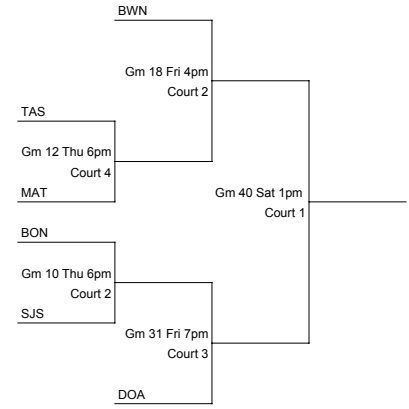 BWN
Gm 18 Fri 4pm
Court 2
TAS
Gm 12 Thu 6pm
Court 4
MAT
Gm 40 Sat 1pm
Court 1
BON
Gm 10 Thu 6pm
Court 2
SJS
Gm 31 Fri 7pm
Court 3
DOA